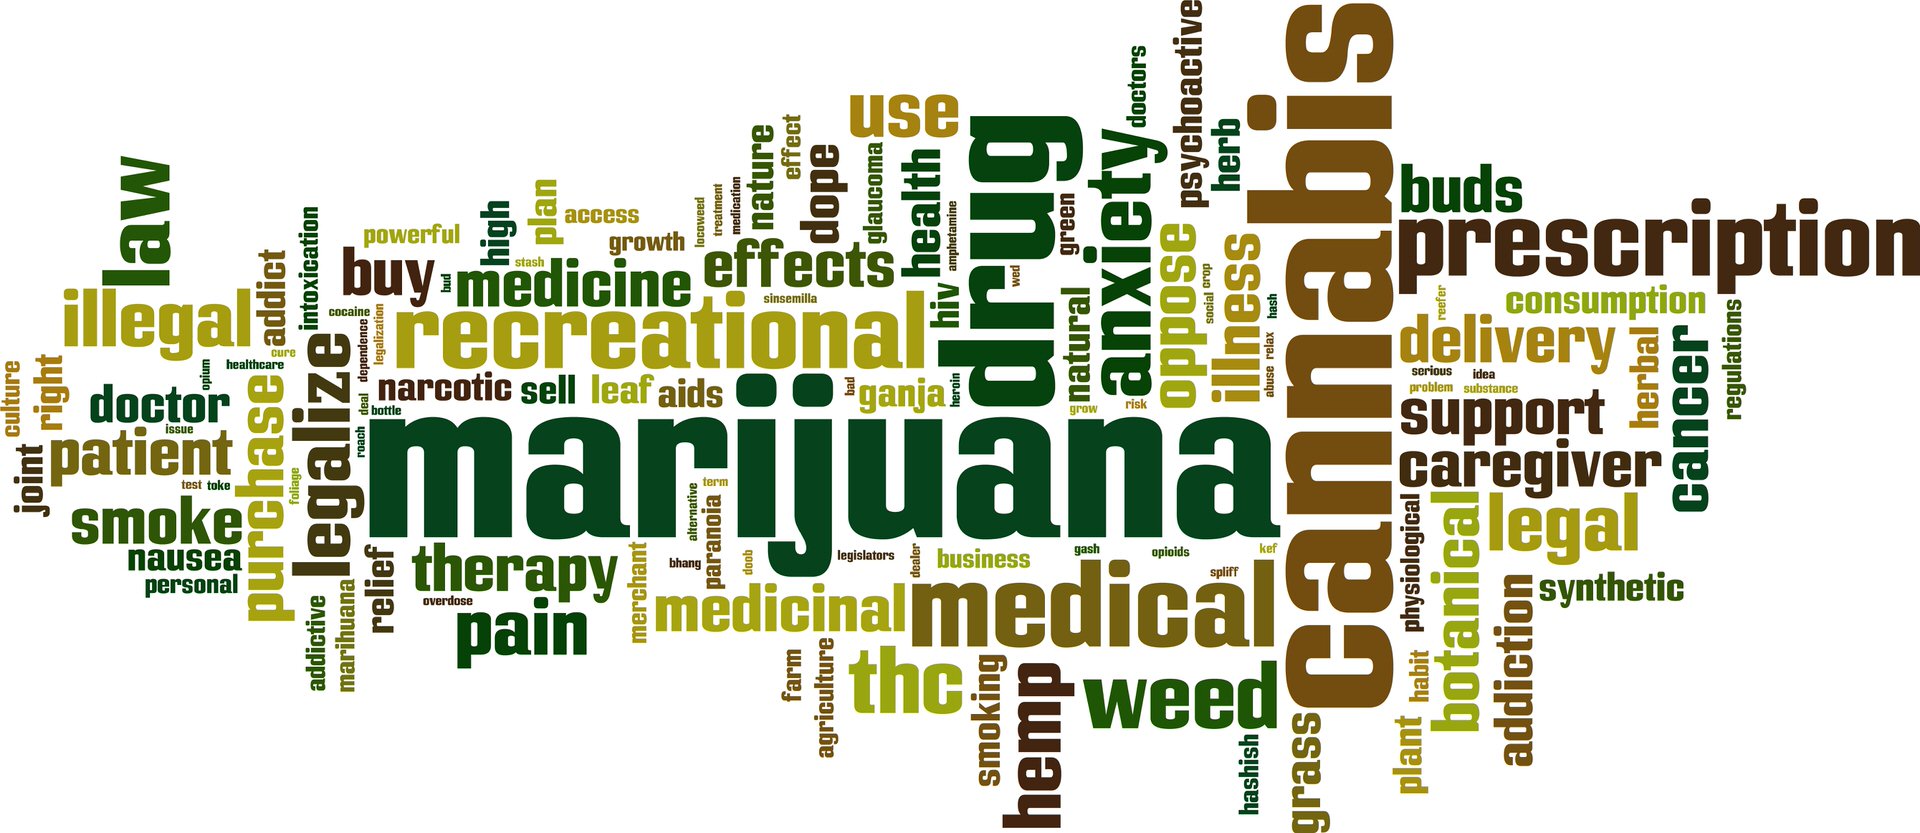 law
illegal
addict
cure
intoxication
culture
right
doctor
opium
healthcare
issue
patient
joint
test
toke
smoke
nausea
personal
purchase
foliage
legalize
addictive
marihuana
relief
cocaine
dependence
legalization
deal
bottle
roach
powerful
buy
bud
high
stash
plan
access
growth
medicine
locoweed
treatment
medication
nature
effect
dope
effects
sinsemilla
recreational
narcotic
sell
leaf
aids
bad
ganja
heroin
use
glaucoma
health
amphetamine
hiv
drug
wed
green
natural
grow
doctors
anxiety
risk
psychoactive
herb
oppose
social
crop
illness
hash
relax
abuse
marijuana
cannabis
alternative
term
paranoia
bhang
doob
legislators
dealer
business
gash
opioids
kef
spliff
therapy
overdose
pain
merchant
medicinal
medical
farm
agriculture
thc
smoking
hemp
weed
hashish
grass
buds
prescription
reefer
consumption
delivery
regulations
serious
idea
problem
substance
herbal
cancer
support
caregiver
physiological
botanical
legal
synthetic
addiction
habit
plant